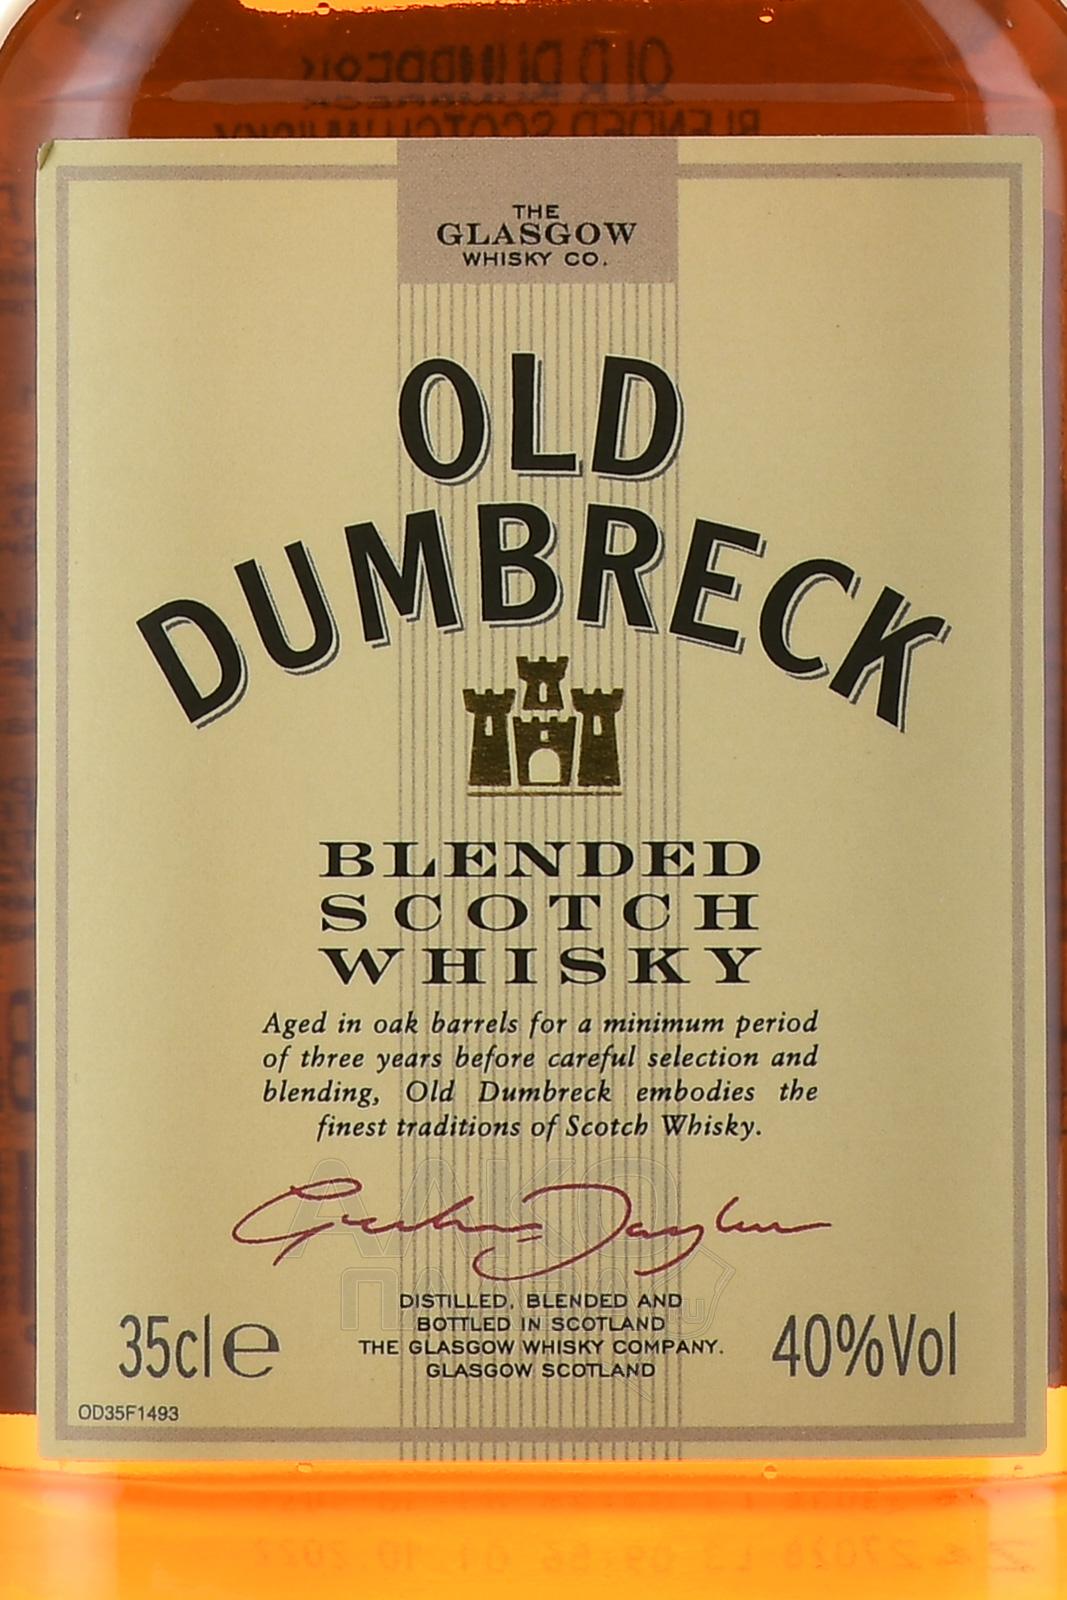 THE
GLASGOW
WHISKY CO.
OLD
DUMBRECK
BLENDED
SCOTCH
WHISKY
Aged in oak barrels for a minimum period
of three years before careful selection and
blending, Old Dumbreck embodies the
finest traditions of Scotch Whisky.
DISTILLED, BLENDED AND
BOTTLED IN SCOTLAND
THE GLASGOW WHISKY COMPANY.
GLASGOW SCOTLAND
35cl e
40%Vol
OD35F1493